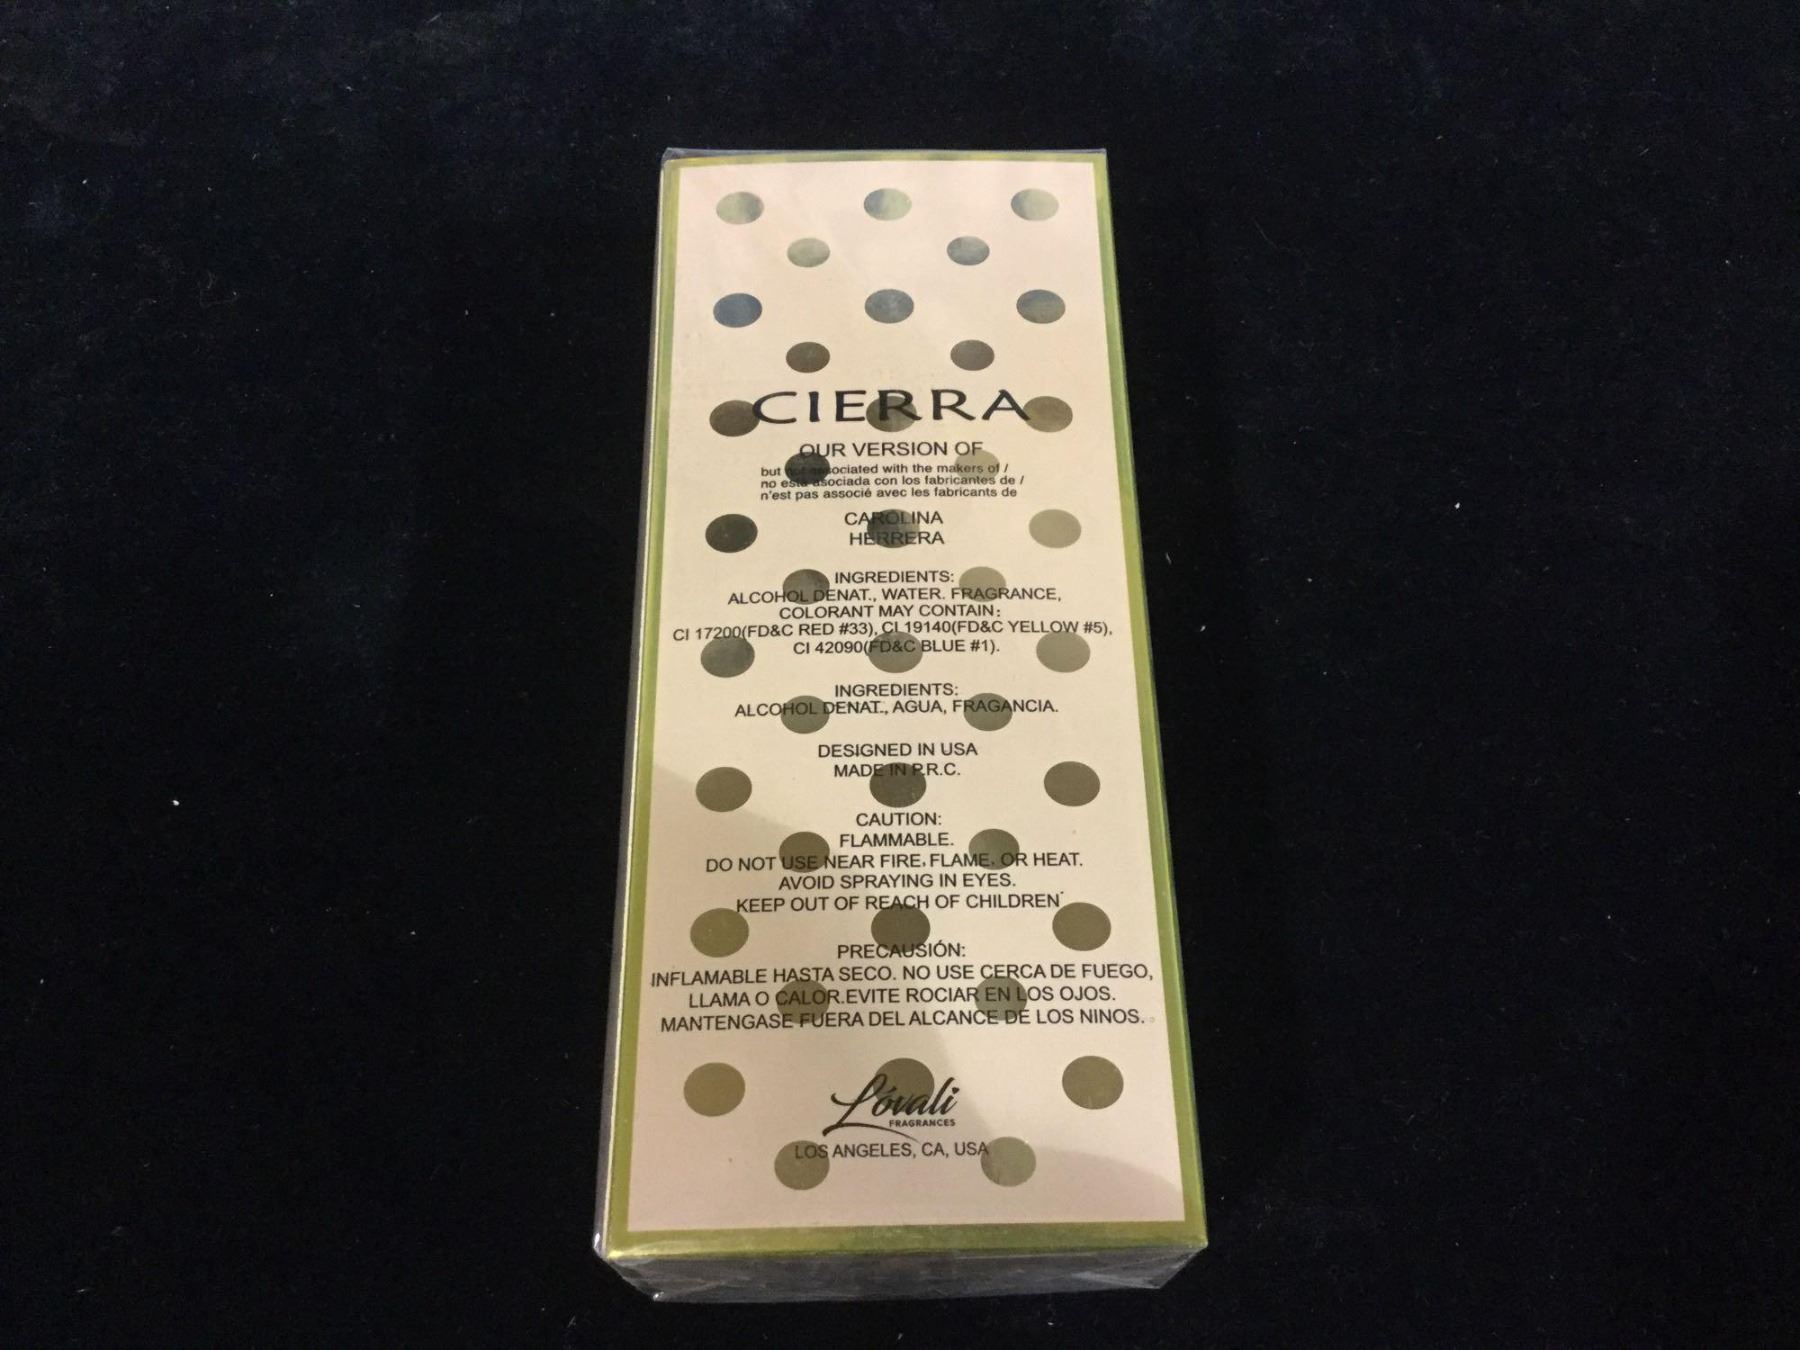 CIERRA
OUR VERSION OF
but not associated with the makers of /
no está asociada con los fabricantes de /
n'est pas associé avec les fabricants de
CAROLINA
HERRERA
INGREDIENTS:
ALCOHOL DENAT., WATER. FRAGRANCE,
COLORANT MAY CONTAIN:
CI 17200(FD&C RED #33), CI 19140(FD&C YELLOW #5),
CI 42090(FD&C BLUE #1).
INGREDIENTS:
ALCOHOL DENAT., AGUA, FRAGANCIA.
DESIGNED IN USA
MADE IN P.R.C.
CAUTION:
FLAMMABLE.
DO NOT USE NEAR FIRE, FLAME, OR HEAT.
AVOID SPRAYING IN EYES.
KEEP OUT OF REACH OF CHILDREN
PRECAUSIÓN:
INFLAMABLE HASTA SECO. NO USE CERCA DE FUEGO,
LLAMA O CALOR.EVITE ROCIAR EN LOS OJOS.
MANTENGASE FUERA DEL ALCANCE DE LOS NINOS.
Lóvali
FRAGRANCES
LOS ANGELES, CA, USA